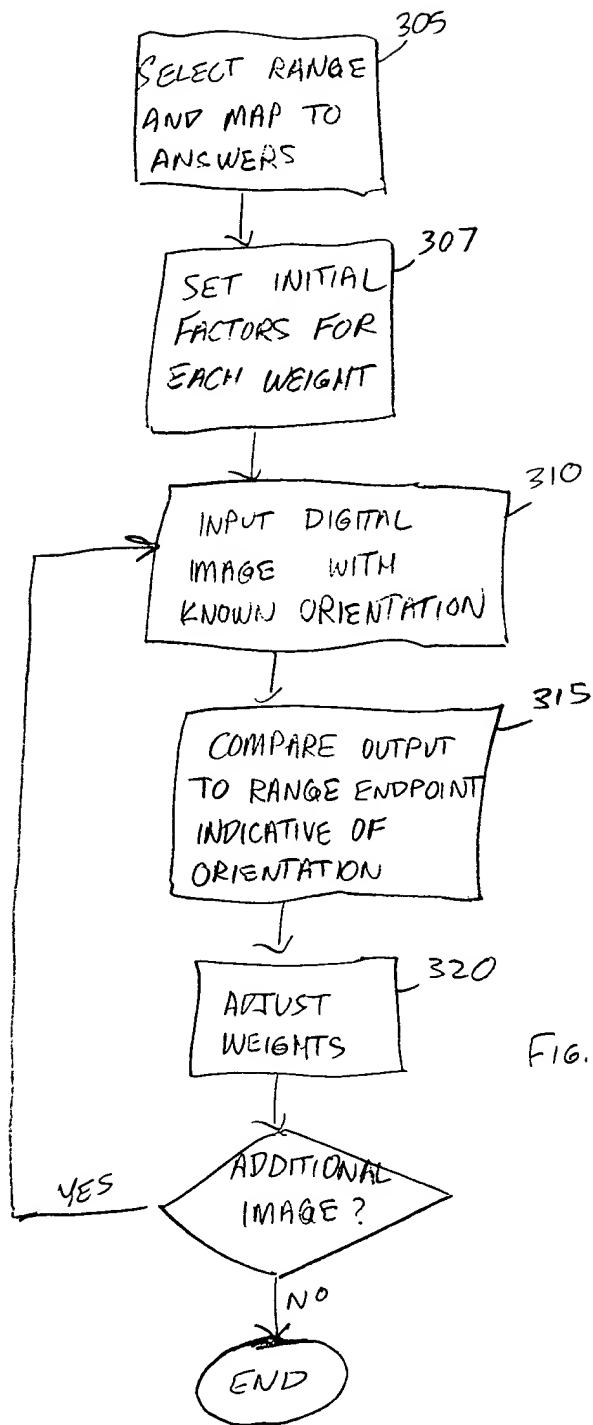 305
SELECT RANGE
AND MAP TO
ANSWERS
307
SET INITIAL
FACTORS FOR
EACH WEIGHT
310
INPUT DIGITAL
IMAGE WITH
KNOWN ORIENTATION
315
COMPARE OUTPUT
TO RANGE ENDPOINT
INDICATIVE OF
ORIENTATION
320
ADJUST
WEIGHTS
FIG.
ADDITIONAL
IMAGE?
YES
NO
END